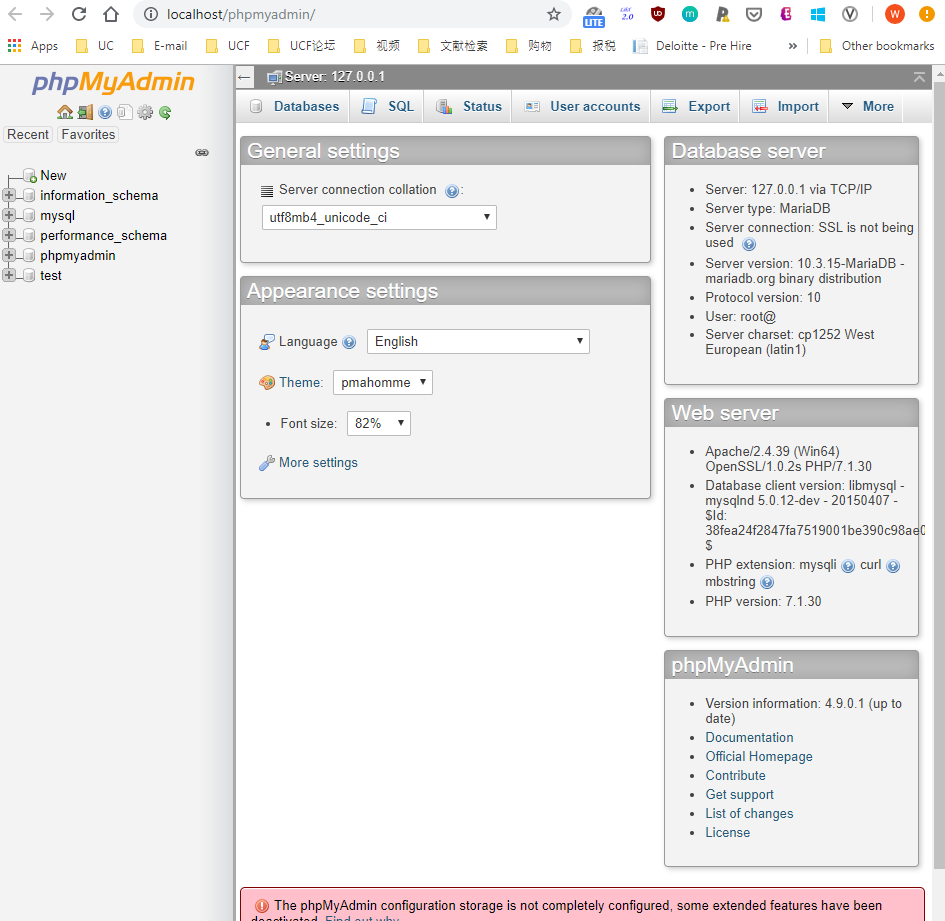 localhost/phpmyadmin/
LITE
2.0
W
Apps
UC
E-mail
UCF
UCF论坛
视频
文献检索
购物
报税
Deloitte - Pre Hire
»
Other bookmarks
phpMyAdmin
Recent
Favorites
New
information_schema
mysql
performance_schema
phpmyadmin
test
Server: 127.0.0.1
Databases
SQL
Status
User accounts
Export
Import
More
General settings
Server connection collation :
utf8mb4_unicode_ci
Appearance settings
Language
English
Theme:
pmahomme
Font size:
82%
More settings
Database server
Server: 127.0.0.1 via TCP/IP
Server type: MariaDB
Server connection: SSL is not being
used
Server version: 10.3.15-MariaDB -
mariadb.org binary distribution
Protocol version: 10
User: root@
Server charset: cp1252 West
European (latin1)
Web server
Apache/2.4.39 (Win64)
OpenSSL/1.0.2s PHP/7.1.30
Database client version: libmysql -
mysqlnd 5.0.12-dev - 20150407 -
$Id:
38fea24f2847fa7519001be390c98ae0
$
PHP extension: mysqli curl
mbstring
PHP version: 7.1.30
phpMyAdmin
Version information: 4.9.0.1 (up to
date)
Documentation
Official Homepage
Contribute
Get support
List of changes
License
The phpMyAdmin configuration storage is not completely configured, some extended features have been
deactivated. Find out why.